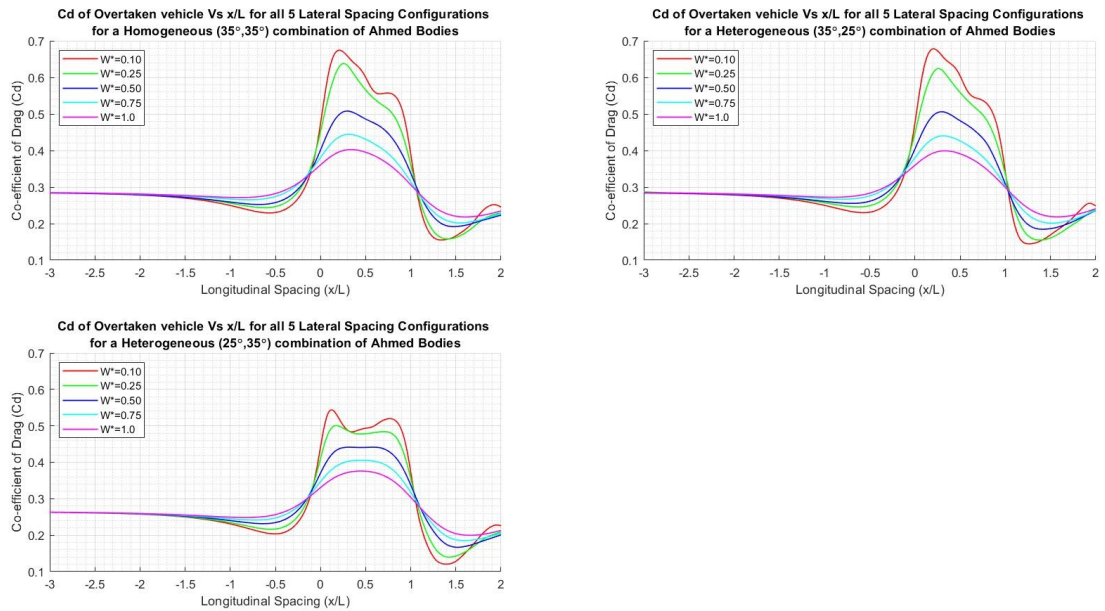 Cd of Overtaken vehicle Vs x/L for all 5 Lateral Spacing Configurations
for a Homogeneous (35°,35°) combination of Ahmed Bodies
Co-efficient of Drag (Cd)
0.7
0.6
0.5
0.4
0.3
0.2
0.1
W*=0.10
W*=0.25
W*=0.50
W*=0.75
W*=1.0
-3 -2.5 -2 -1.5 -1 -0.5 0 0.5 1 1.5 2
Longitudinal Spacing (x/L)
Cd of Overtaken vehicle Vs x/L for all 5 Lateral Spacing Configurations
for a Heterogeneous (35°,25°) combination of Ahmed Bodies
Co-efficient of Drag (Cd)
0.7
0.6
0.5
0.4
0.3
0.2
0.1
W*=0.10
W*=0.25
W*=0.50
W*=0.75
W*=1.0
-3 -2.5 -2 -1.5 -1 -0.5 0 0.5 1 1.5 2
Longitudinal Spacing (x/L)
Cd of Overtaken vehicle Vs x/L for all 5 Lateral Spacing Configurations
for a Heterogeneous (25°,35°) combination of Ahmed Bodies
Co-efficient of Drag (Cd)
0.7
0.6
0.5
0.4
0.3
0.2
0.1
W*=0.10
W*=0.25
W*=0.50
W*=0.75
W*=1.0
-3 -2.5 -2 -1.5 -1 -0.5 0 0.5 1 1.5 2
Longitudinal Spacing (x/L)